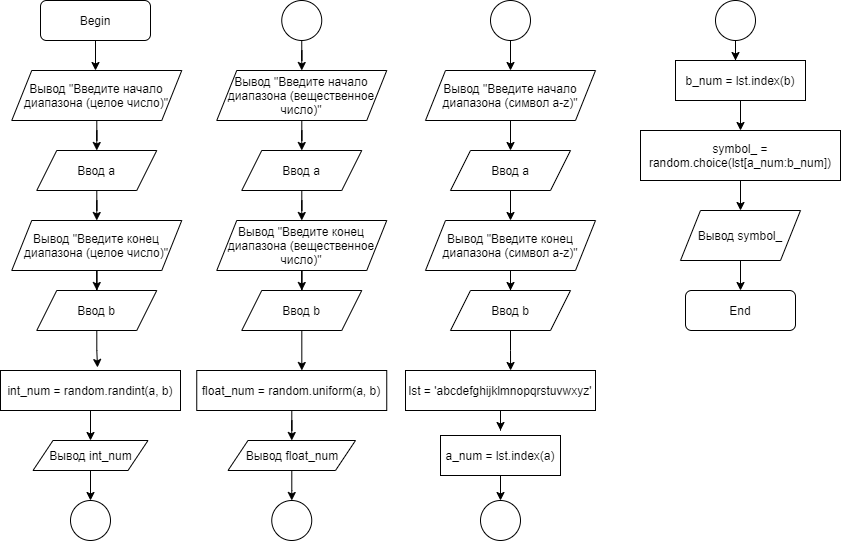 Begin
Вывод "Введите начало
диапазона (целое число)"
Ввод a
Вывод "Введите конец
диапазона (целое число)"
Ввод b
int_num = random.randint(a, b)
Вывод int_num
Вывод "Введите начало
диапазона (вещественное
число)"
Ввод a
Вывод "Введите конец
диапазона (вещественное
число)"
Ввод b
float_num = random.uniform(a, b)
Вывод float_num
Вывод "Введите начало
диапазона (символ a-z)"
Ввод a
Вывод "Введите конец
диапазона (символ a-z)"
Ввод b
lst = 'abcdefghijklmnopqrstuvwxyz'
a_num = lst.index(a)
b_num = lst.index(b)
symbol_ =
random.choice(lst[a_num:b_num])
Вывод symbol_
End